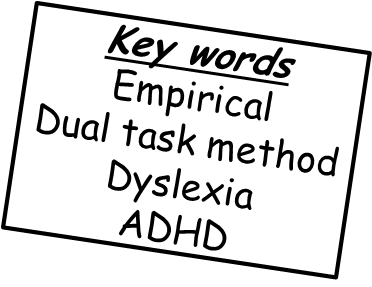 Key words
Empirical
Dual task method
Dyslexia
ADHD